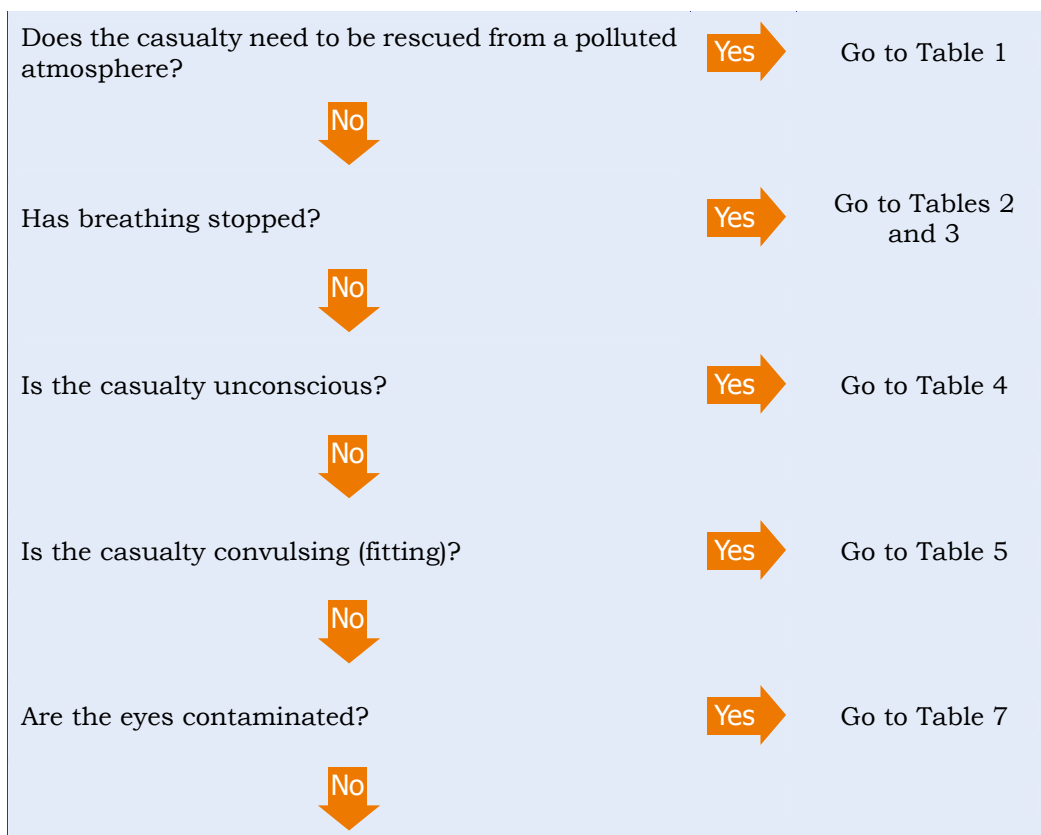 Does the casualty need to be rescued from a polluted
atmosphere?
Yes
Go to Table 1
No
Has breathing stopped?
Yes
Go to Tables 2
and 3
No
Is the casualty unconscious?
Yes
Go to Table 4
No
Is the casualty convulsing (fitting)?
Yes
Go to Table 5
No
Are the eyes contaminated?
Yes
Go to Table 7
No